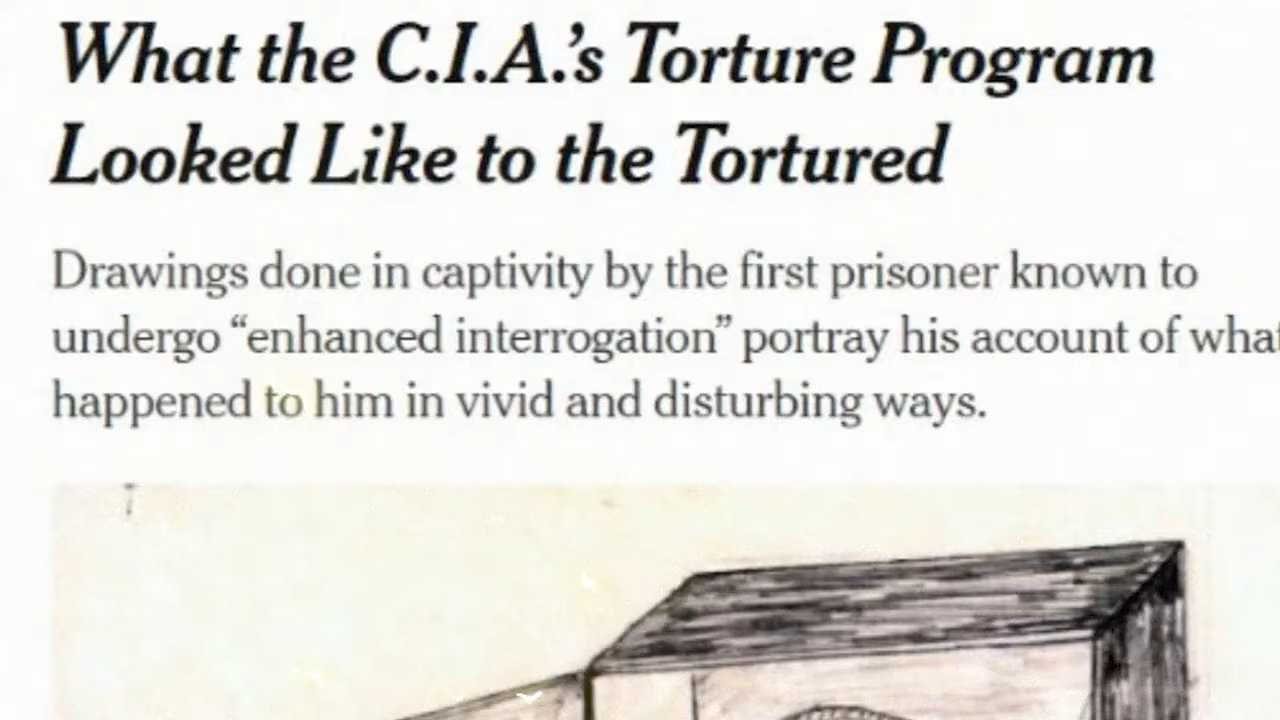 What the C.I.A.’s Torture Program
Looked Like to the Tortured
Drawings done in captivity by the first prisoner known to
undergo “enhanced interrogation” portray his account of what
happened to him in vivid and disturbing ways.